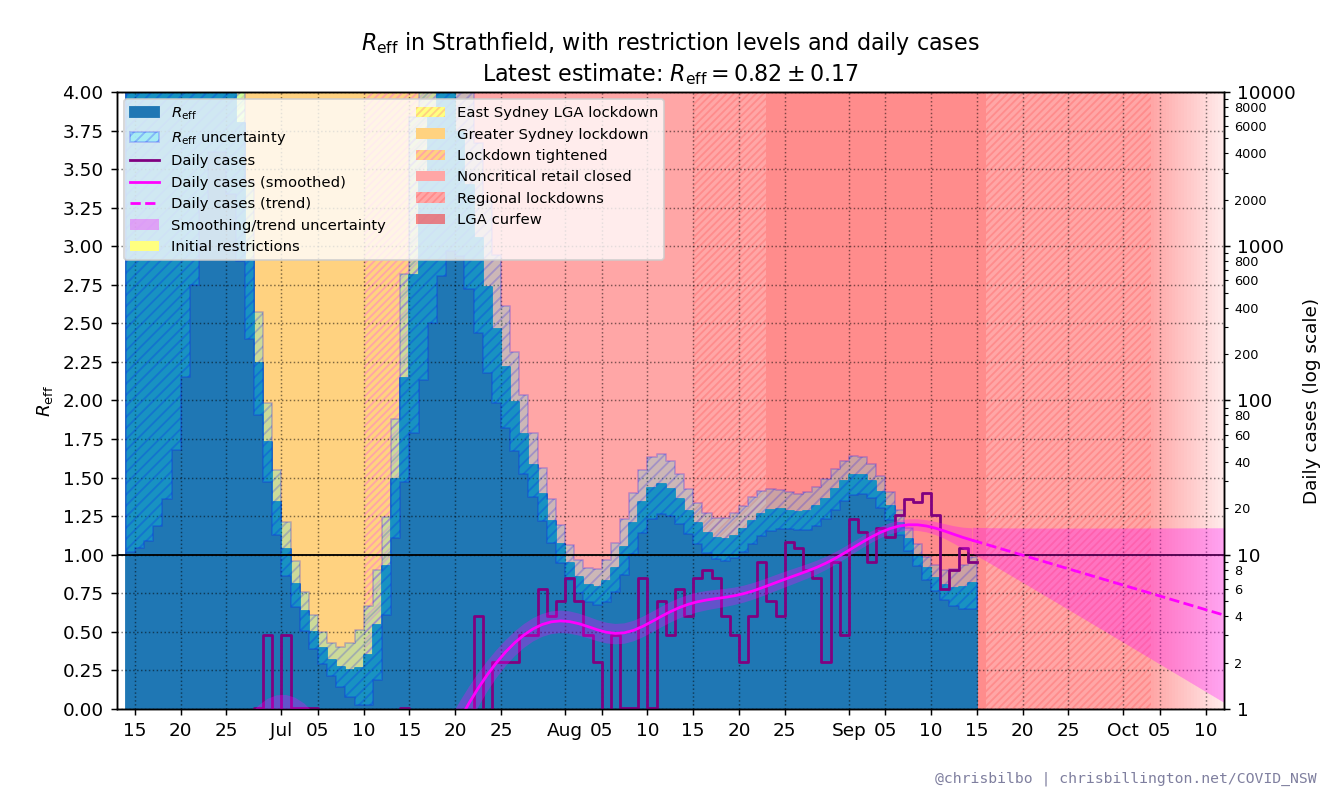 R_eff in Strathfield, with restriction levels and daily cases
Latest estimate: R_eff = 0.82 ± 0.17
R_eff
R_eff uncertainty
Daily cases
Daily cases (smoothed)
Daily cases (trend)
Smoothing/trend uncertainty
Initial restrictions
East Sydney LGA lockdown
Greater Sydney lockdown
Lockdown tightened
Noncritical retail closed
Regional lockdowns
LGA curfew
R_eff
4.00
3.75
3.50
3.25
3.00
2.75
2.50
2.25
2.00
1.75
1.50
1.25
1.00
0.75
0.50
0.25
0.00
10000
8000
6000
4000
2000
1000
800
600
400
200
100
80
60
40
20
10
8
6
4
2
1
Daily cases (log scale)
15 20 25 Jul 05 10 15 20 25 Aug 05 10 15 20 25 Sep 05 10 15 20 25 Oct 05 10
@chrisbilbo | chrisbillington.net/COVID_NSW